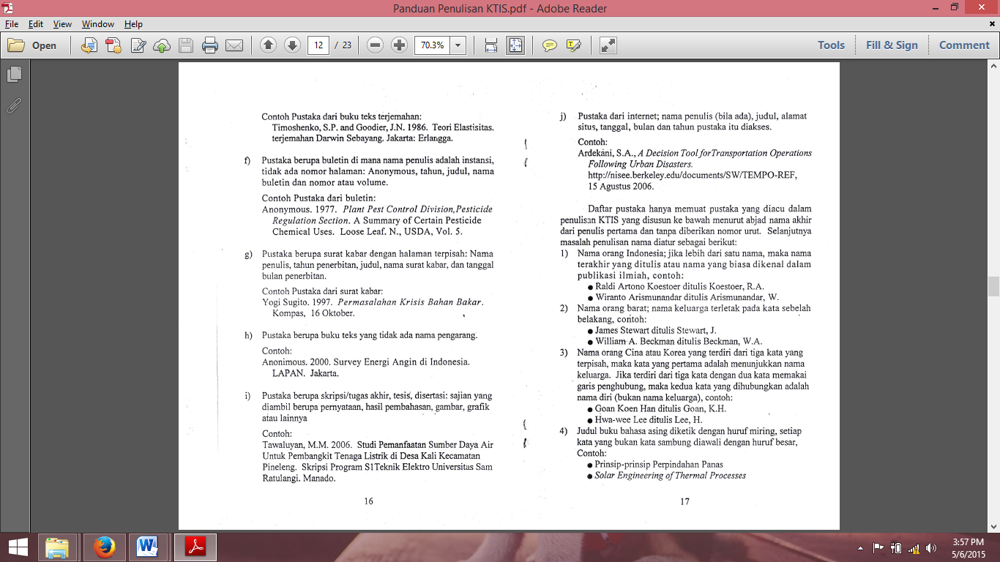 Panduan Penulisan KTIS.pdf - Adobe Reader
File Edit View Window Help
Open 12 / 23 70.3% Tools Fill & Sign Comment
Contoh Pustaka dari buku teks terjemahan:
Timoshenko, S.P. and Goodier, J.N. 1986. Teori Elastisitas.
terjemahan Darwin Sebayang. Jakarta: Erlangga.
f) Pustaka berupa buletin di mana nama penulis adalah instansi,
tidak ada nomor halaman: Anonymous, tahun, judul, nama
buletin dan nomor atau volume.
Contoh Pustaka dari buletin:
Anonymous. 1977. Plant Pest Control Division,Pesticide
Regulation Section. A Summary of Certain Pesticide
Chemical Uses. Loose Leaf. N., USDA, Vol. 5.
g) Pustaka berupa surat kabar dengan halaman terpisah: Nama
penulis, tahun penerbitan, judul, nama surat kabar, dan tanggal
bulan penerbitan.
Contoh Pustaka dari surat kabar:
Yogi Sugito. 1997. Permasalahan Krisis Bahan Bakar.
Kompas, 16 Oktober.
h) Pustaka berupa buku teks yang tidak ada nama pengarang.
Contoh:
Anonimous. 2000. Survey Energi Angin di Indonesia.
LAPAN. Jakarta.
i) Pustaka berupa skripsi/tugas akhir, tesis, disertasi: sajian yang
diambil berupa pernyataan, hasil pembahasan, gambar, grafik
atau lainnya
Contoh:
Tawaluyan, M.M. 2006. Studi Pemanfaatan Sumber Daya Air
Untuk Pembangkit Tenaga Listrik di Desa Kali Kecamatan
Pineleng. Skripsi Program S1Teknik Elektro Universitas Sam
Ratulangi. Manado.
16
j) Pustaka dari internet; nama penulis (bila ada), judul, alamat
situs, tanggal, bulan dan tahun pustaka itu diakses.
Contoh:
Ardekani, S.A., A Decision Tool forTransportation Operations
Following Urban Disasters.
http://nisee.berkeley.edu/documents/SW/TEMPO-REF,
15 Agustus 2006.
Daftar pustaka hanya memuat pustaka yang diacu dalam
penulisan KTIS yang disusun ke bawah menurut abjad nama akhir
dari penulis pertama dan tanpa diberikan nomor urut. Selanjutnya
masalah penulisan nama diatur sebagai berikut:
1) Nama orang Indonesia; jika lebih dari satu nama, maka nama
terakhir yang ditulis atau nama yang biasa dikenal dalam
publikasi ilmiah, contoh:
● Raldi Artono Koestoer ditulis Koestoer, R.A.
● Wiranto Arismunandar ditulis Arismunandar, W.
2) Nama orang barat; nama keluarga terletak pada kata sebelah
belakang, contoh:
● James Stewart ditulis Stewart, J.
● William A. Beckman ditulis Beckman, W.A.
3) Nama orang Cina atau Korea yang terdiri dari tiga kata yang
terpisah, maka kata yang pertama adalah menunjukkan nama
keluarga. Jika terdiri dari tiga kata dengan dua kata memakai
garis penghubung, maka kedua kata yang dihubungkan adalah
nama diri (bukan nama keluarga), contoh:
● Goan Koen Han ditulis Goan, K.H.
● Hwa-wee Lee ditulis Lee, H.
4) Judul buku bahasa asing diketik dengan huruf miring, setiap
kata yang bukan kata sambung diawali dengan huruf besar,
Contoh:
● Prinsip-prinsip Perpindahan Panas
● Solar Engineering of Thermal Processes
17
3:57 PM
5/6/2015